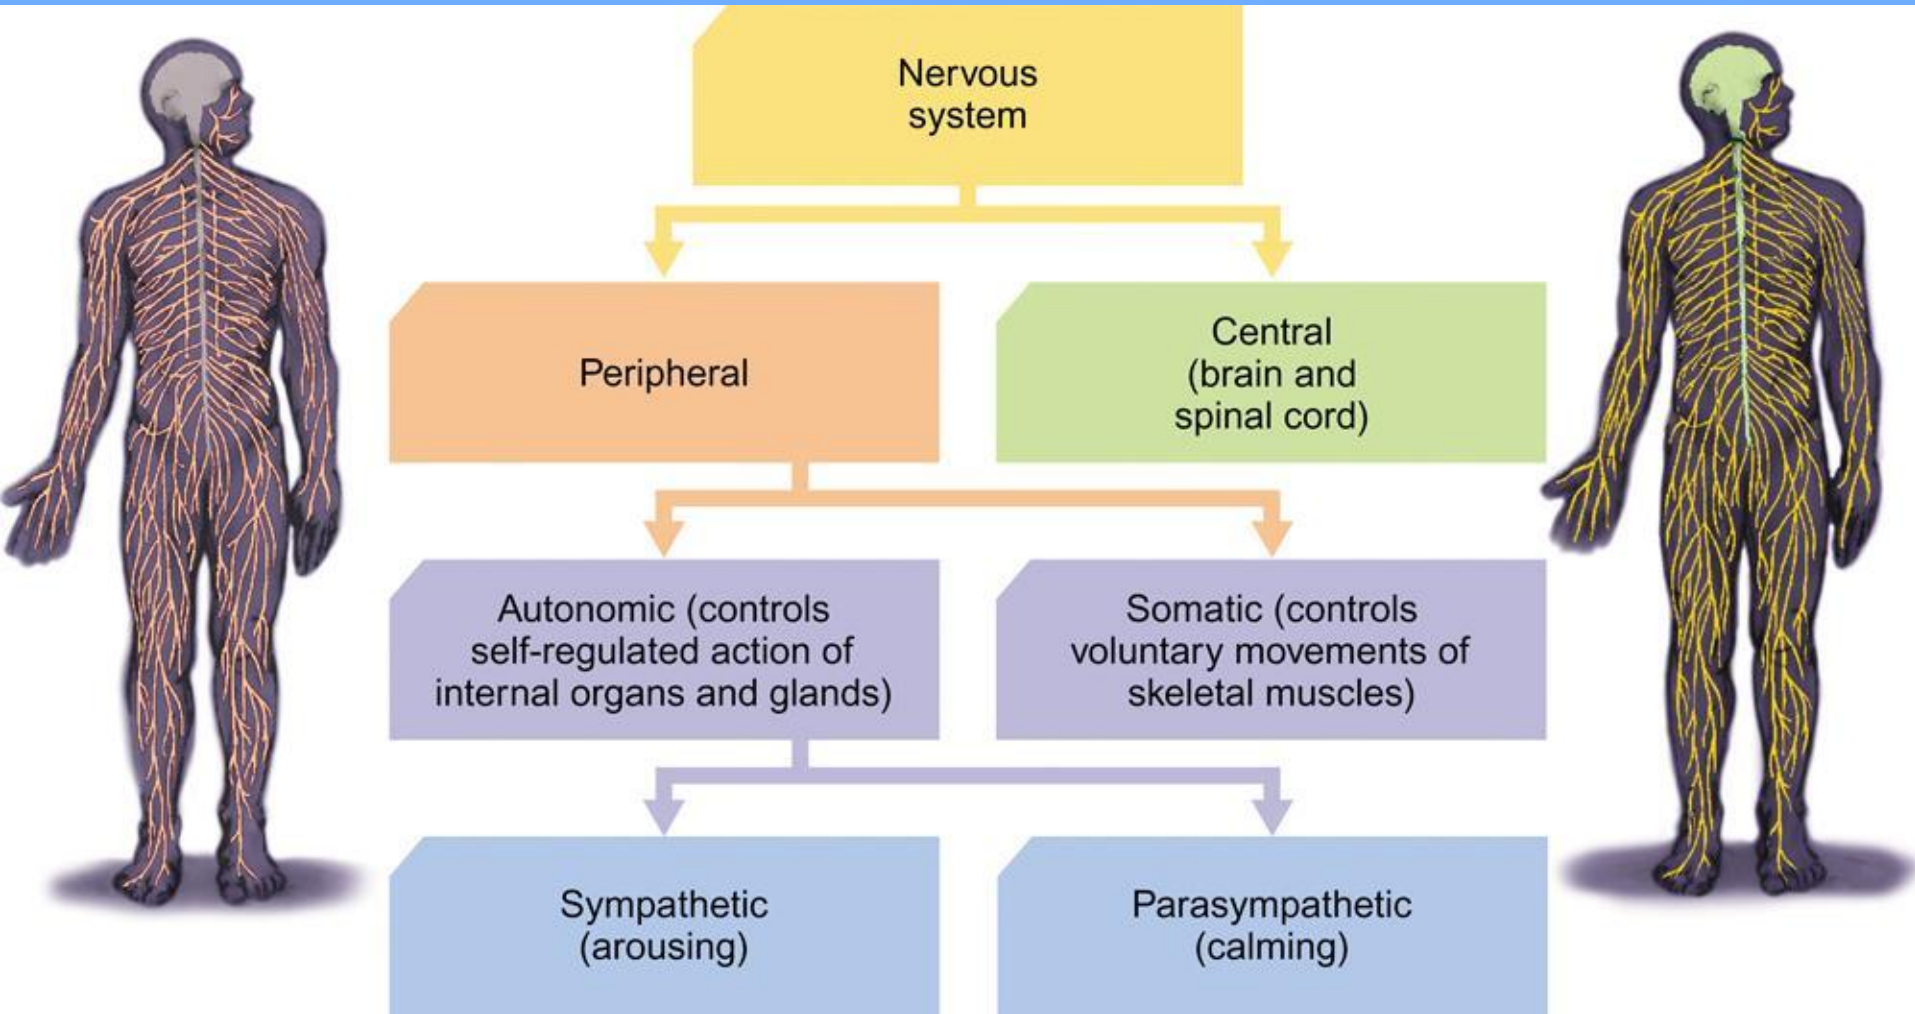 Nervous
system
Peripheral
Central
(brain and
spinal cord)
Autonomic (controls
self-regulated action of
internal organs and glands)
Somatic (controls
voluntary movements of
skeletal muscles)
Sympathetic
(arousing)
Parasympathetic
(calming)